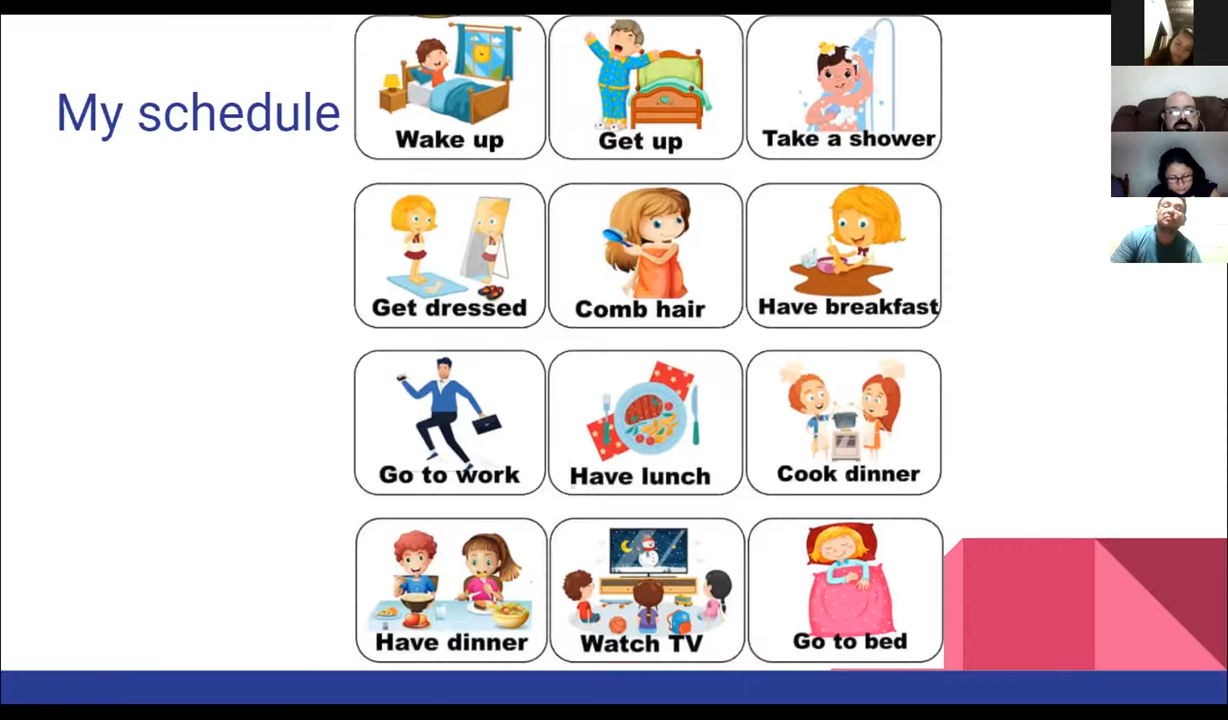 My schedule
Wake up
Get up
Take a shower
Get dressed
Comb hair
Have breakfast
Go to work
Have lunch
Cook dinner
Have dinner
Watch TV
Go to bed